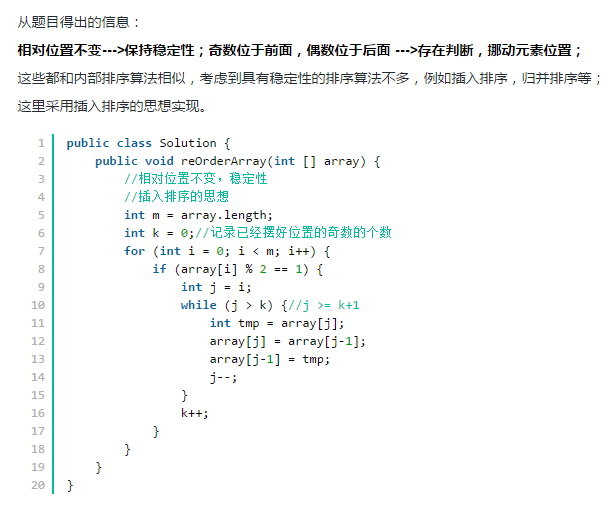 从题目得出的信息：
相对位置不变--->保持稳定性；奇数位于前面，偶数位于后面 --->存在判断，挪动元素位置；
这些都和内部排序算法相似，考虑到具有稳定性的排序算法不多，例如插入排序，归并排序等；
这里采用插入排序的思想实现。
1 public class Solution {
2     public void reOrderArray(int [] array) {
3         //相对位置不变，稳定性
4         //插入排序的思想
5         int m = array.length;
6         int k = 0;//记录已经摆好位置的奇数的个数
7         for (int i = 0; i < m; i++) {
8             if (array[i] % 2 == 1) {
9                 int j = i;
10                 while (j > k) {//j >= k+1
11                     int tmp = array[j];
12                     array[j] = array[j-1];
13                     array[j-1] = tmp;
14                     j--;
15                 }
16                 k++;
17             }
18         }
19     }
20 }